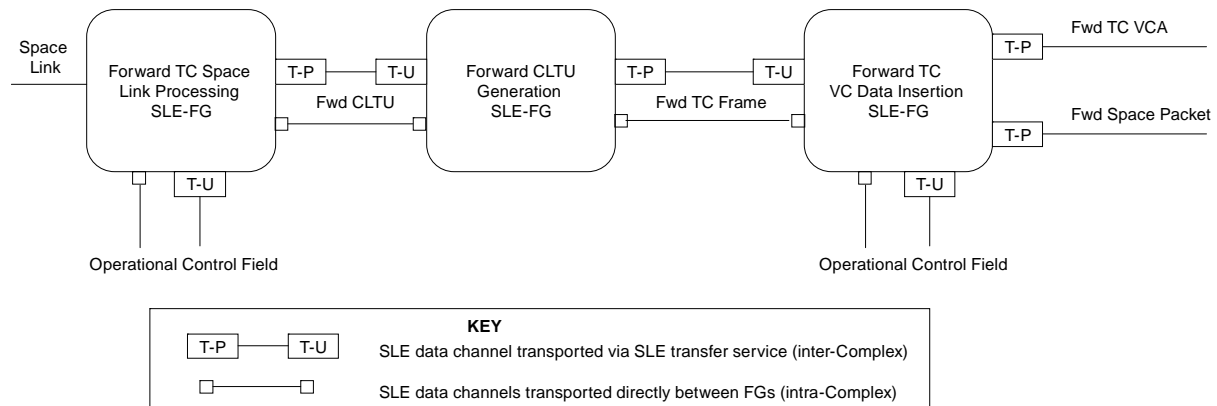 Space
Link
Forward TC Space
Link Processing
SLE-FG
T-P
T-U
Fwd CLTU
Forward CLTU
Generation
SLE-FG
T-P
T-U
Fwd TC Frame
Forward TC
VC Data Insertion
SLE-FG
T-P
Fwd TC VCA
T-P
Fwd Space Packet
T-U
Operational Control Field
T-U
Operational Control Field
KEY
T-P
T-U
SLE data channel transported via SLE transfer service (inter-Complex)
SLE data channels transported directly between FGs (intra-Complex)